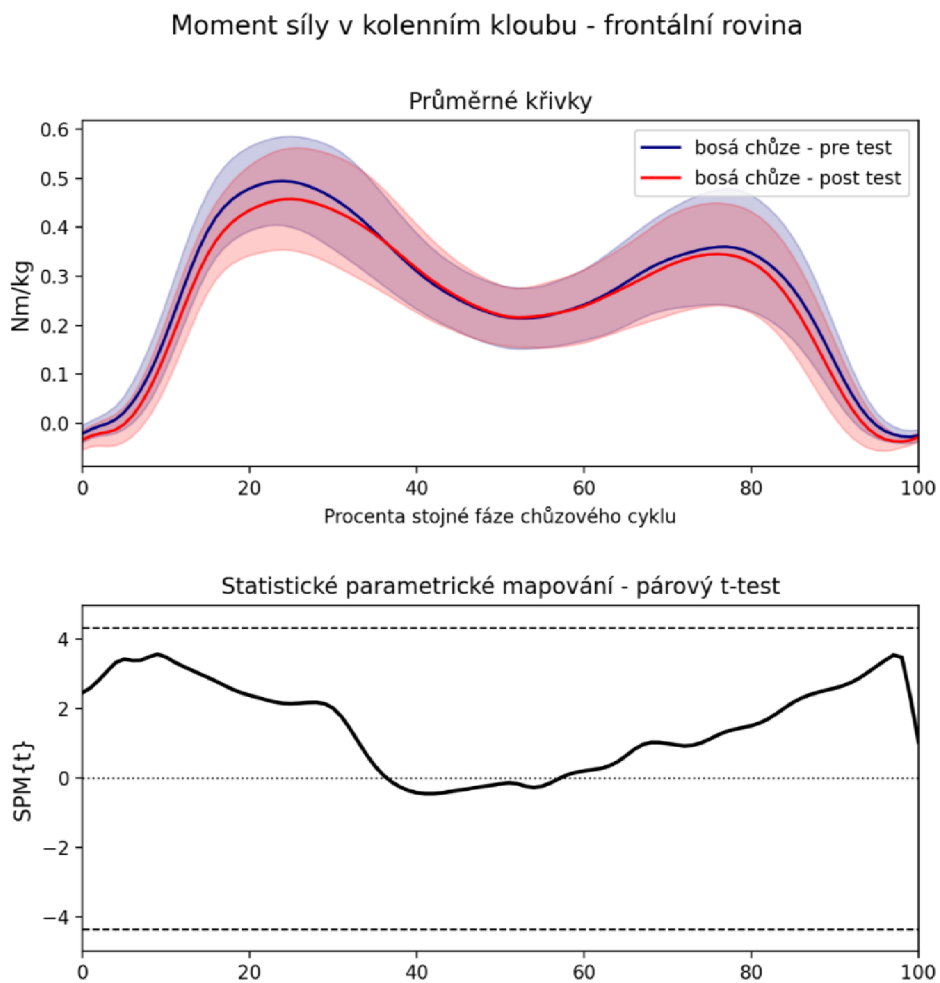 Moment síly v kolenním kloubu - frontální rovina
Průměrné křivky
bosá chůze - pre test
bosá chůze - post test
Nm/kg
0.6
0.5
0.4
0.3
0.2
0.1
0.0
0 20 40 60 80 100
Procenta stojné fáze chůzového cyklu
Statistické parametrické mapování - párový t-test
SPM{t}
4
2
0
−2
−4
0 20 40 60 80 100